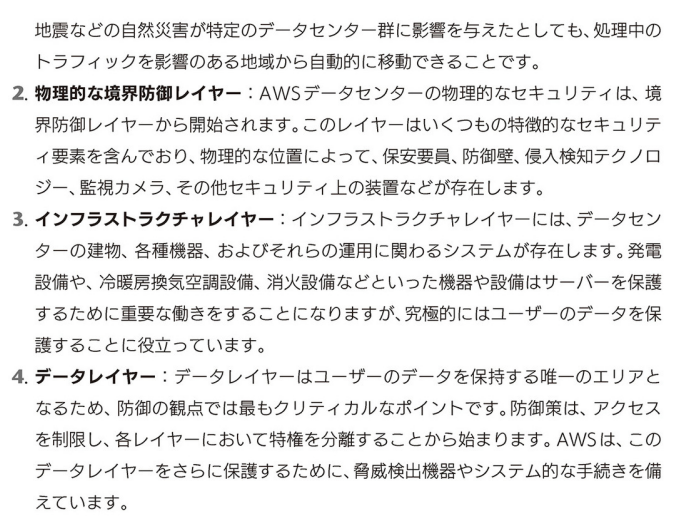 地震などの自然災害が特定のデータセンター群に影響を与えたとしても、処理中の
トラフィックを影響のある地域から自動的に移動できることです。
2. 物理的な境界防御レイヤー：AWSデータセンターの物理的なセキュリティは、境
界防御レイヤーから開始されます。このレイヤーはいくつもの特徴的なセキュリテ
ィ要素を含んでおり、物理的な位置によって、保安要員、防御壁、侵入検知テクノロ
ジー、監視カメラ、その他セキュリティ上の装置などが存在します。
3. インフラストラクチャレイヤー：インフラストラクチャレイヤーには、データセン
ターの建物、各種機器、およびそれらの運用に関わるシステムが存在します。発電
設備や、冷暖房換気空調設備、消火設備などといった機器や設備はサーバーを保護
するために重要な働きをすることになりますが、究極的にはユーザーのデータを保
護することに役立っています。
4. データレイヤー：データレイヤーはユーザーのデータを保持する唯一のエリアと
なるため、防御の観点では最もクリティカルなポイントです。防御策は、アクセス
を制限し、各レイヤーにおいて特権を分離することから始まります。AWSは、この
データレイヤーをさらに保護するために、脅威検出機器やシステム的な手続きを備
えています。